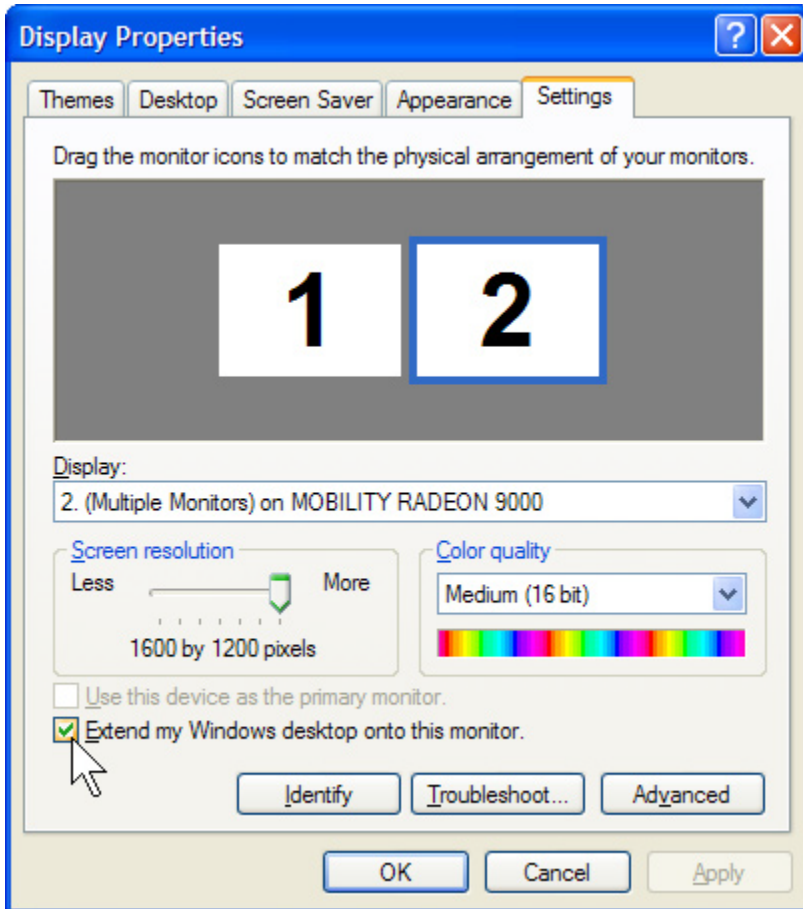 Display Properties
Themes Desktop Screen Saver Appearance Settings
Drag the monitor icons to match the physical arrangement of your monitors.
1 2
Display:
2. (Multiple Monitors) on MOBILITY RADEON 9000
Screen resolution Color quality
Less More Medium (16 bit)
1600 by 1200 pixels
Use this device as the primary monitor.
Extend my Windows desktop onto this monitor.
Identify Troubleshoot... Advanced
OK Cancel Apply